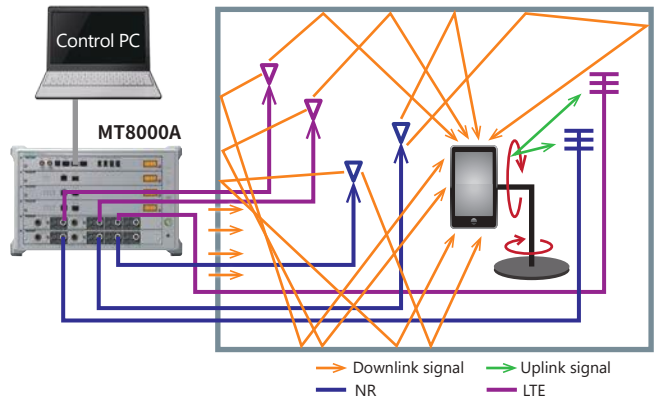 Control PC
MT8000A
Downlink signal
Uplink signal
NR
LTE